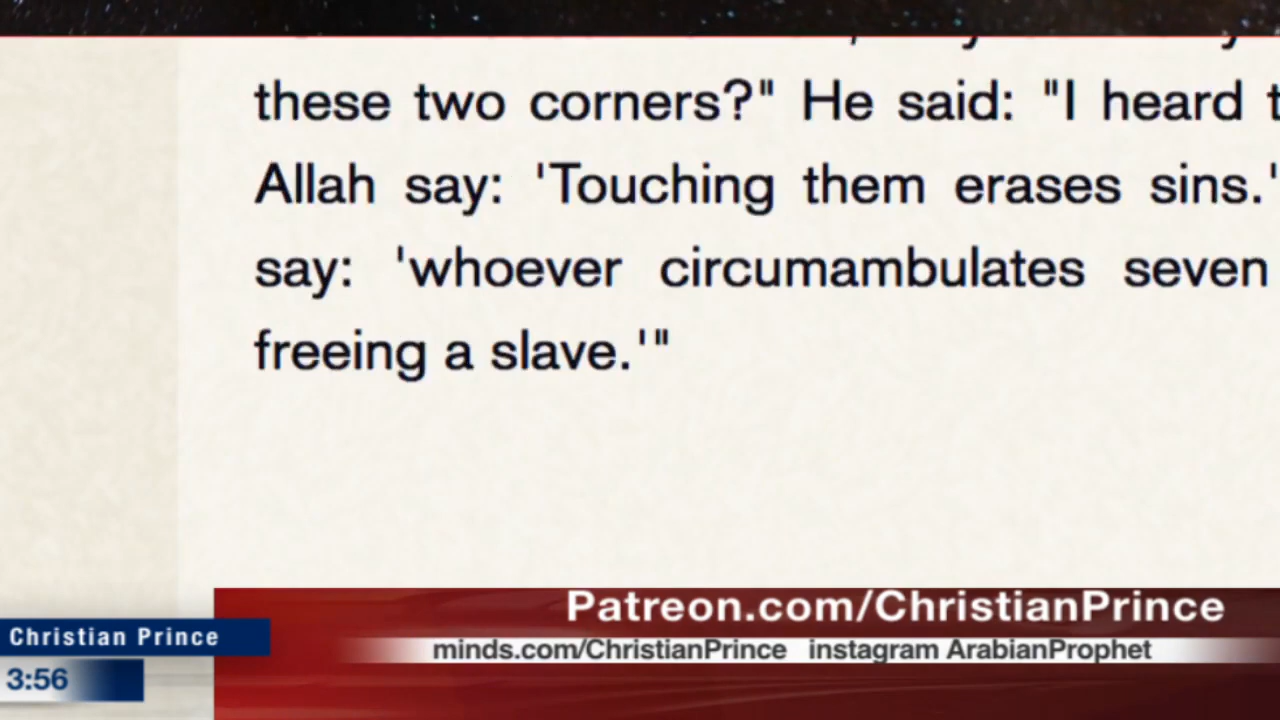 these two corners?" He said: "I heard
Allah say: 'Touching them erases sins.'
say: 'whoever circumambulates seven
freeing a slave.'"
Patreon.com/ChristianPrince
Christian Prince
minds.com/ChristianPrince instagram ArabianProphet
3:56